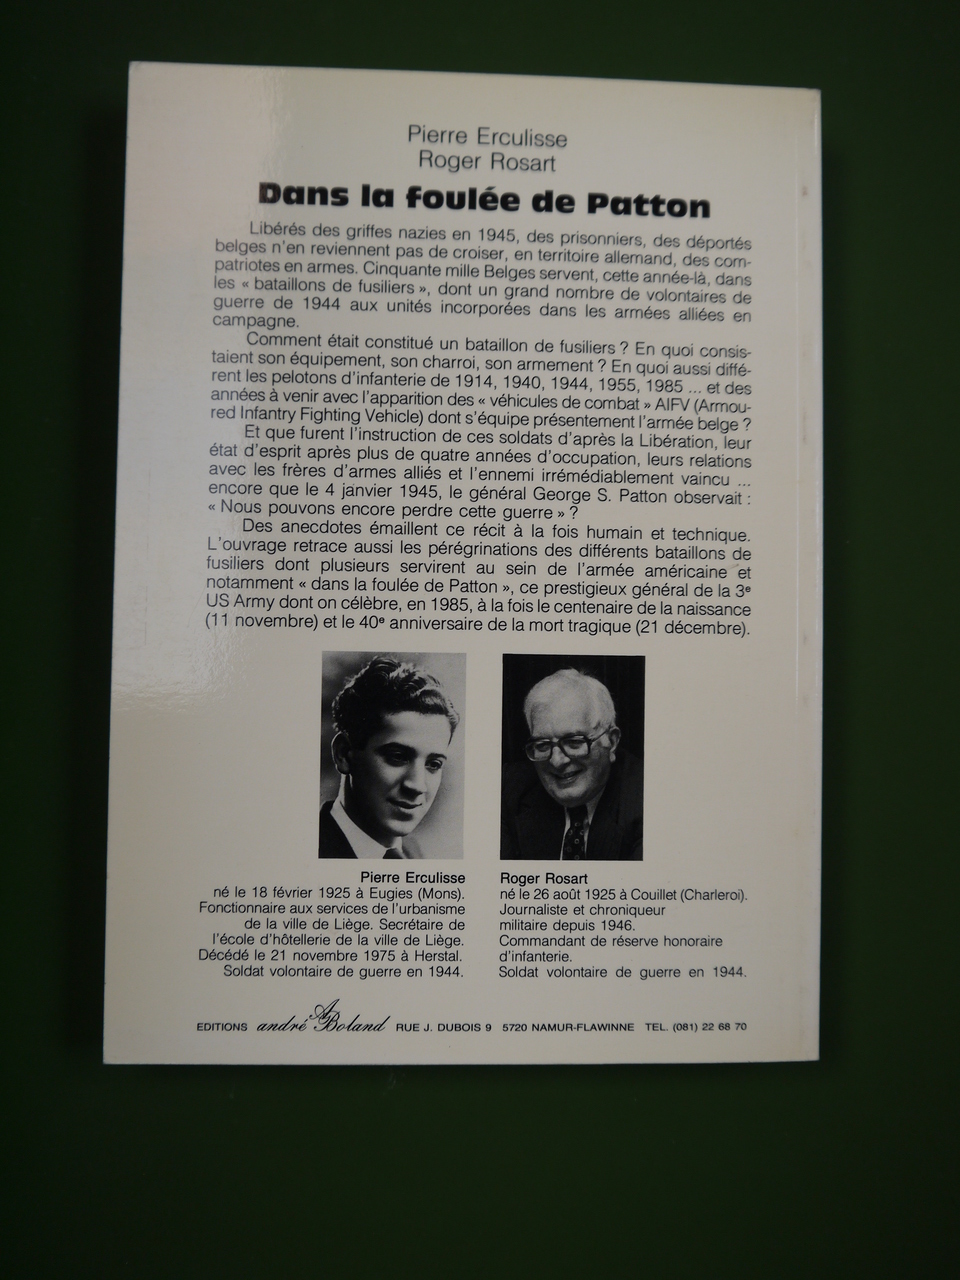 Pierre Erculisse
Roger Rosart
Dans la foulée de Patton
Libérés des griffes nazies en 1945, des prisonniers, des déportés
belges n'en reviennent pas de croiser, en territoire allemand, des com-
patriotes en armes. Cinquante mille Belges servent, cette année-là, dans
les « bataillons de fusiliers », dont un grand nombre de volontaires de
guerre de 1944 aux unités incorporées dans les armées alliées en
campagne.
Comment était constitué un bataillon de fusiliers ? En quoi consis-
taient son équipement, son charroi, son armement ? En quoi aussi diffé-
rent les pelotons d'infanterie de 1914, 1940, 1944, 1955, 1985 ... et des
années à venir avec l'apparition des « véhicules de combat » AIFV (Armou-
red Infantry Fighting Vehicle) dont s'équipe présentement l'armée belge ?
Et que furent l'instruction de ces soldats d'après la Libération, leur
état d'esprit après plus de quatre années d'occupation, leurs relations
avec les frères d'armes alliés et l'ennemi irrémédiablement vaincu ...
encore que le 4 janvier 1945, le général George S. Patton observait :
« Nous pouvons encore perdre cette guerre » ?
Des anecdotes émaillent ce récit à la fois humain et technique.
L'ouvrage retrace aussi les pérégrinations des différents bataillons de
fusiliers dont plusieurs servirent au sein de l'armée américaine et
notamment « dans la foulée de Patton », ce prestigieux général de la 3e
US Army dont on célèbre, en 1985, à la fois le centenaire de la naissance
(11 novembre) et le 40e anniversaire de la mort tragique (21 décembre).
Pierre Erculisse
né le 18 février 1925 à Eugies (Mons).
Fonctionnaire aux services de l'urbanisme
de la ville de Liège. Secrétaire de
l'école d'hôtellerie de la ville de Liège.
Décédé le 21 novembre 1975 à Herstal.
Soldat volontaire de guerre en 1944.
Roger Rosart
né le 26 août 1925 à Couillet (Charleroi).
Journaliste et chroniqueur
militaire depuis 1946.
Commandant de réserve honoraire
d'infanterie.
Soldat volontaire de guerre en 1944.
EDITIONS andré Boland RUE J. DUBOIS 9 5720 NAMUR-FLAWINNE TEL. (081) 22 68 70